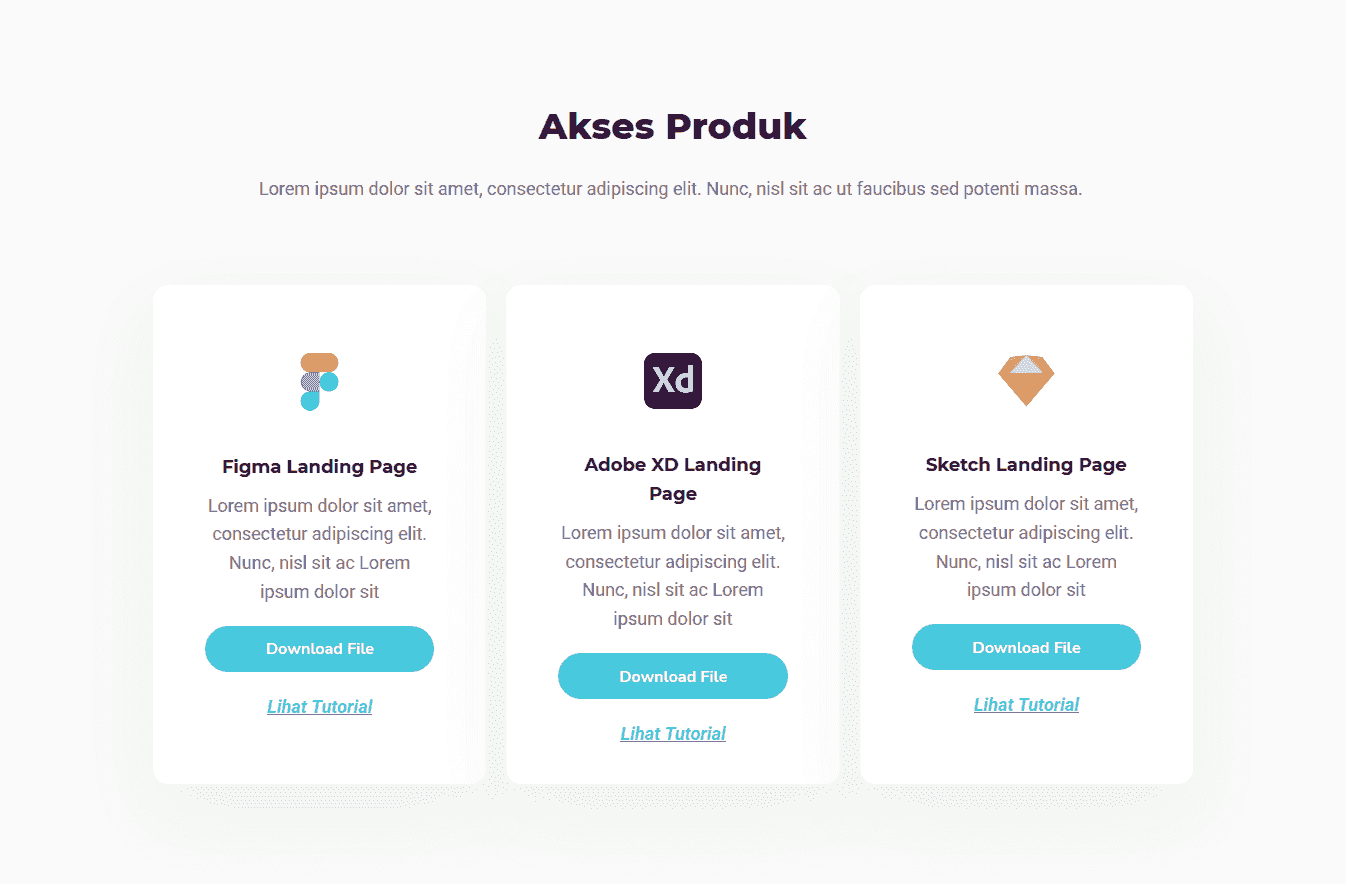 Akses Produk
Lorem ipsum dolor sit amet, consectetur adipiscing elit. Nunc, nisl sit ac ut faucibus sed potenti massa.
Figma Landing Page
Lorem ipsum dolor sit amet,
consectetur adipiscing elit.
Nunc, nisl sit ac Lorem
ipsum dolor sit
Download File
Lihat Tutorial
Xd
Adobe XD Landing
Page
Lorem ipsum dolor sit amet,
consectetur adipiscing elit.
Nunc, nisl sit ac Lorem
ipsum dolor sit
Download File
Lihat Tutorial
Sketch Landing Page
Lorem ipsum dolor sit amet,
consectetur adipiscing elit.
Nunc, nisl sit ac Lorem
ipsum dolor sit
Download File
Lihat Tutorial